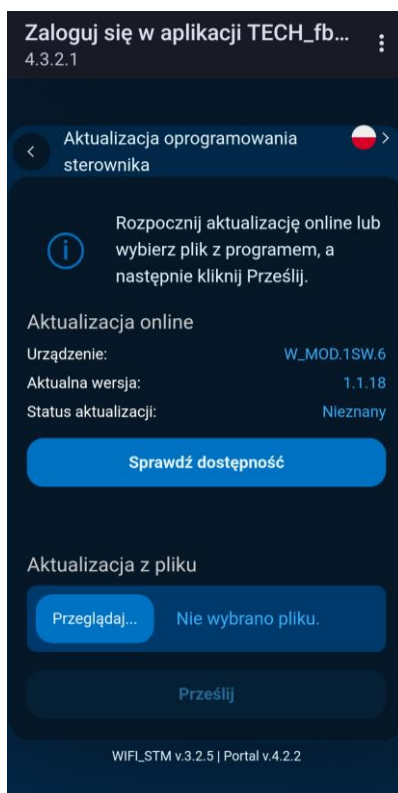 Zaloguj się w aplikacji TECH_fb...
4.3.2.1
Aktualizacja oprogramowania
sterownika
Rozpocznij aktualizację online lub
wybierz plik z programem, a
następnie kliknij Prześlij.
Aktualizacja online
Urządzenie: W_MOD.1SW.6
Aktualna wersja: 1.1.18
Status aktualizacji: Nieznany
Sprawdź dostępność
Aktualizacja z pliku
Przeglądaj... Nie wybrano pliku.
Prześlij
WIFI_STM v.3.2.5 | Portal v.4.2.2